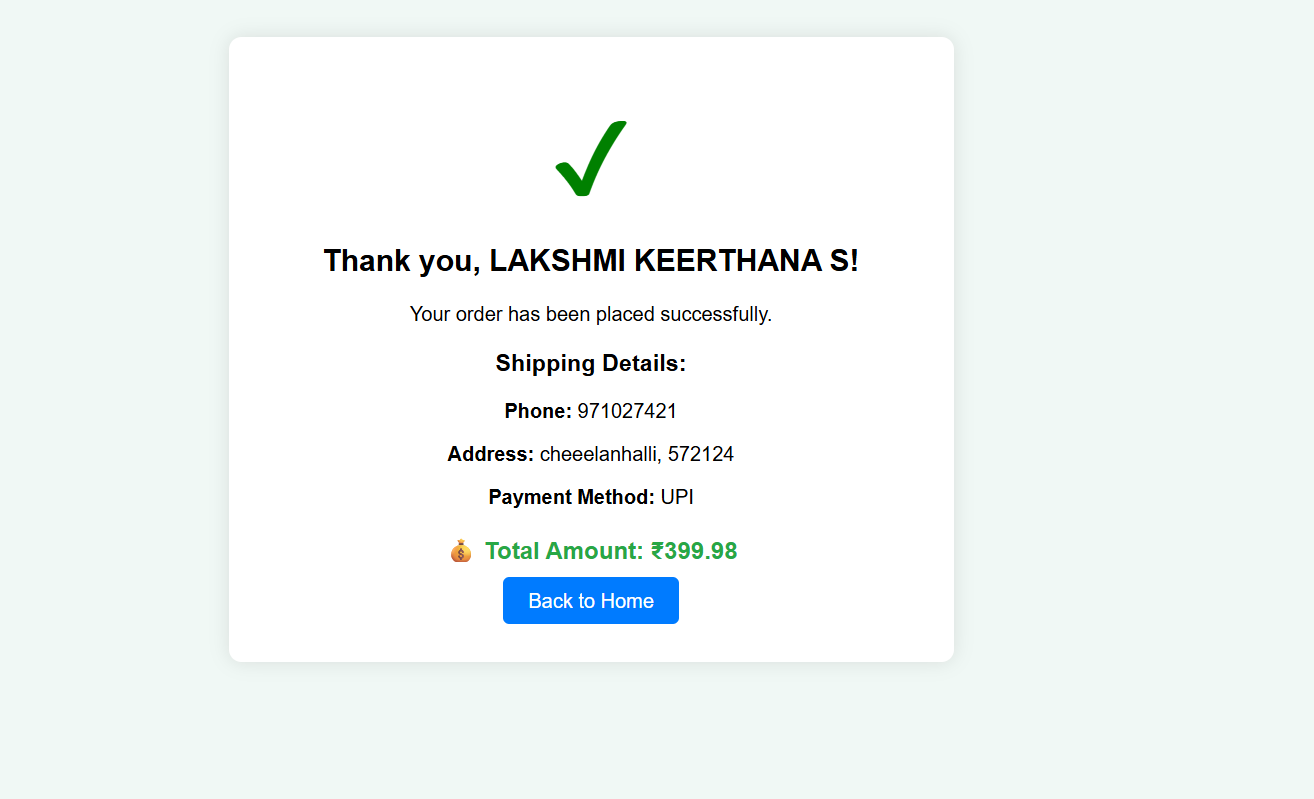 Thank you, LAKSHMI KEERTHANA S!
Your order has been placed successfully.
Shipping Details:
Phone: 971027421
Address: cheeelanhalli, 572124
Payment Method: UPI
💰 Total Amount: ₹399.98
Back to Home